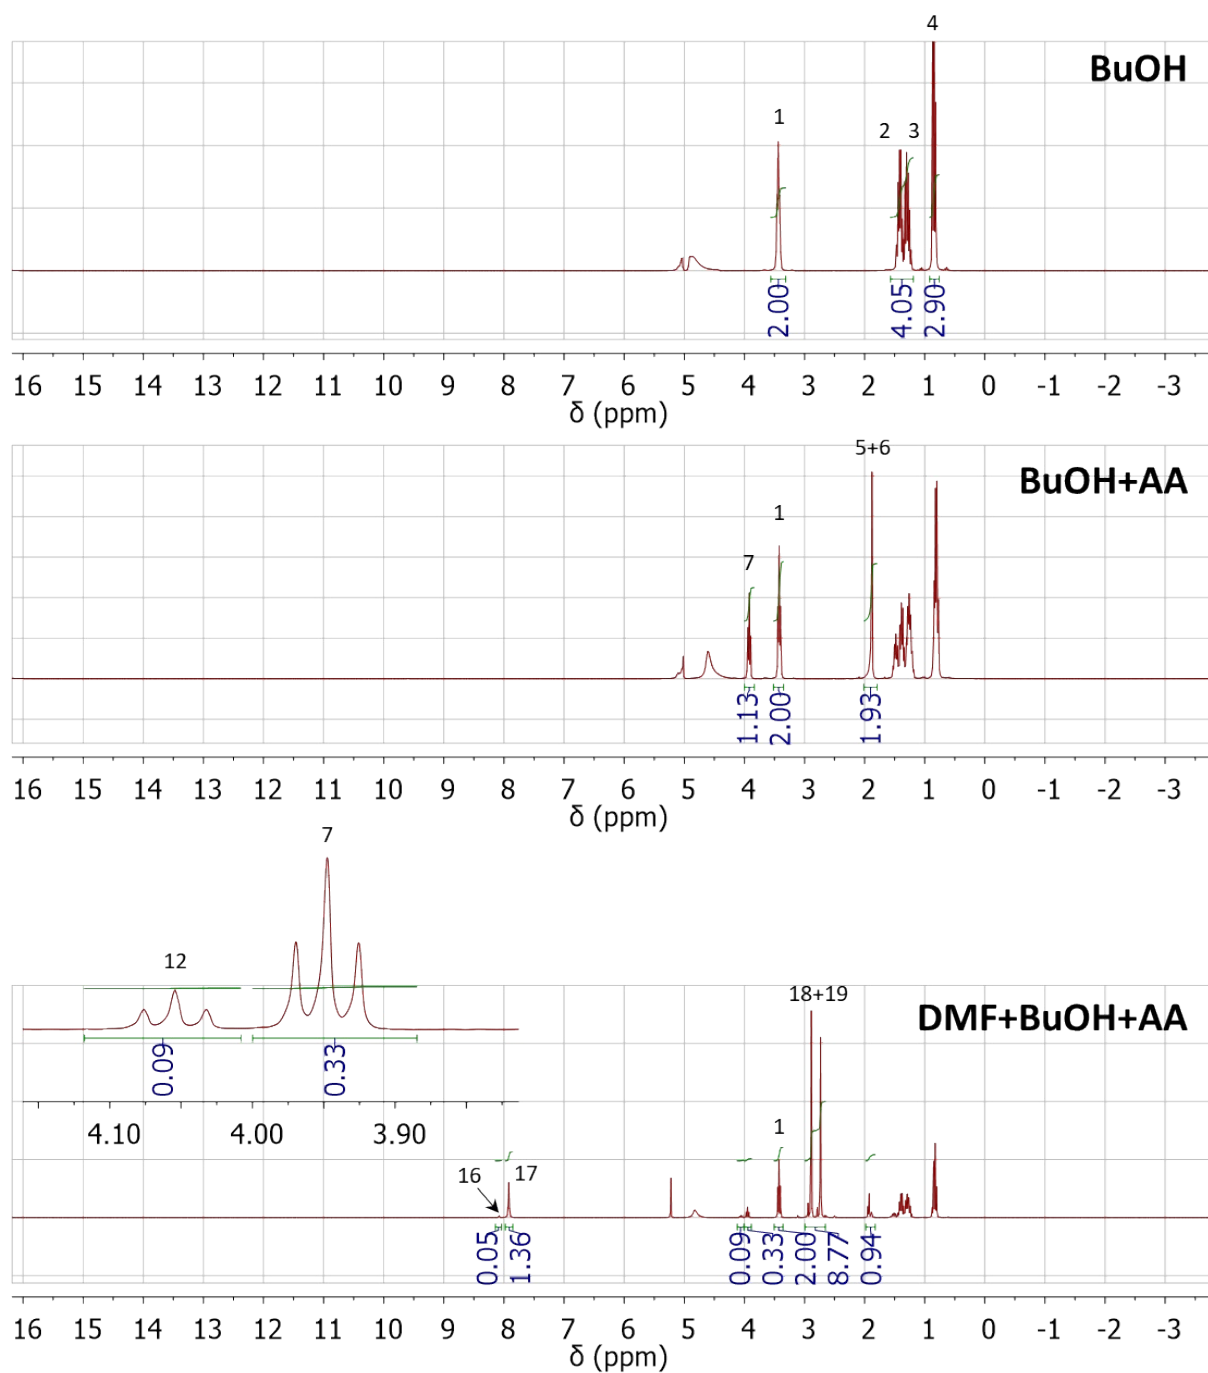 4
BuOH
1
2 3
2.00
4.05
2.90
16 15 14 13 12 11 10 9 8 7 6 5 4 3 2 1 0 -1 -2 -3
δ (ppm)
5+6
BuOH+AA
1
7
1.13
2.00
1.93
16 15 14 13 12 11 10 9 8 7 6 5 4 3 2 1 0 -1 -2 -3
δ (ppm)
7
12
0.09
0.33
4.10 4.00 3.90
18+19
DMF+BuOH+AA
1
16 17
0.05
1.36
0.09
0.33
2.00
8.77
0.94
16 15 14 13 12 11 10 9 8 7 6 5 4 3 2 1 0 -1 -2 -3
δ (ppm)